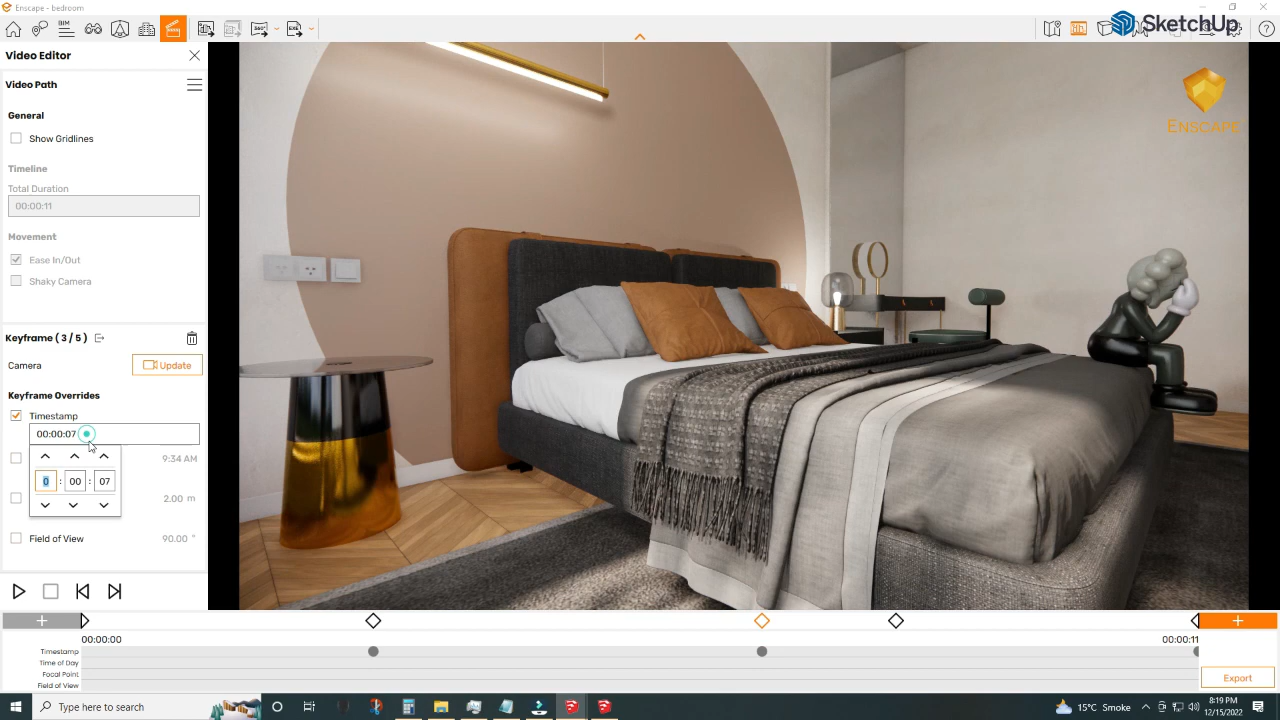 Enscape - bedroom
SketchUp
Video Editor
Video Path
General
Show Gridlines
Timeline
Total Duration
00:00:11
Movement
Ease In/Out
Shaky Camera
Keyframe ( 3 / 5 )
Camera
Update
Keyframe Overrides
Timestamp
00:00:07
9:34 AM
0 : 00 : 07
2.00 m
Field of View
90.00 °
ENSCAPE
00:00:00
00:00:11
Timestamp
Time of Day
Focal Point
Field of View
Export
Type here to search
15°C Smoke
8:19 PM
12/15/2022